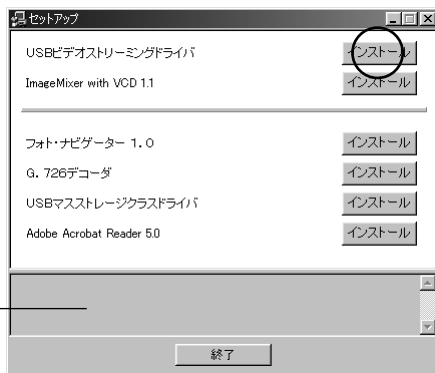 セットアップ
USBビデオストリーミングドライバ インストール
ImageMixer with VCD 1.1 インストール
フォト・ナビゲーター 1.0 インストール
G. 726デコーダ インストール
USBマスストレージクラスドライバ インストール
Adobe Acrobat Reader 5.0 インストール
終了